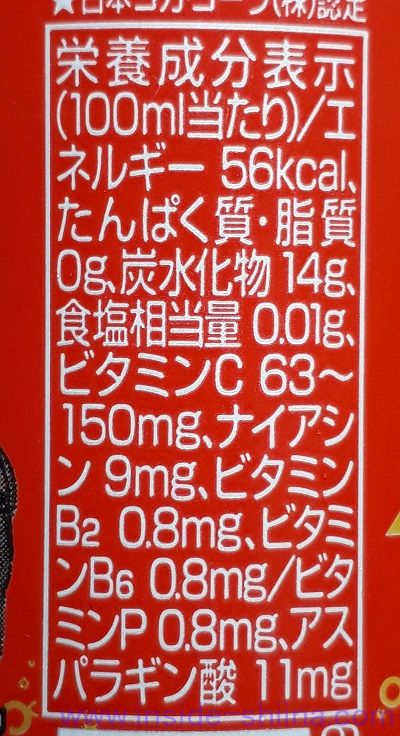 ★日本コカ・コーラ(株)認定
栄養成分表示
(100ml当たり)/エ
ネルギー 56kcal、
たんぱく質・脂質
0g、炭水化物 14g、
食塩相当量 0.01g、
ビタミンC 63～
150mg、ナイアシ
ン 9mg、ビタミン
B2 0.8mg、ビタミ
ンB6 0.8mg/ビタ
ミンP 0.8mg、アス
パラギン酸 11mg
www.inside-shiina.com